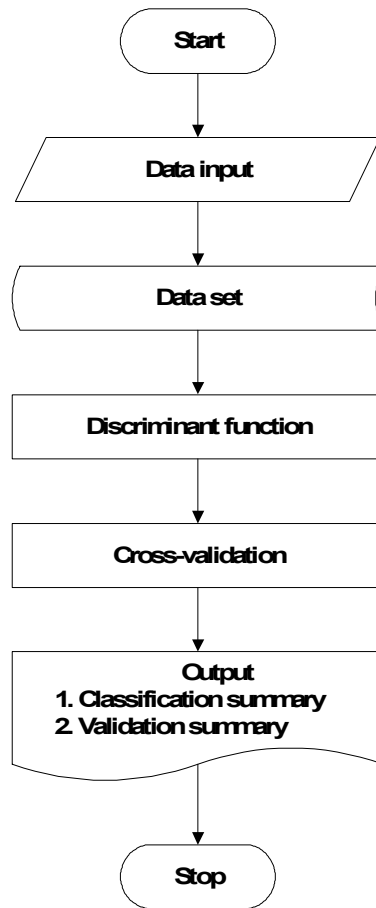 Start
Data input
Data set
Discriminant function
Cross-validation
Output
1. Classification summary
2. Validation summary
Stop